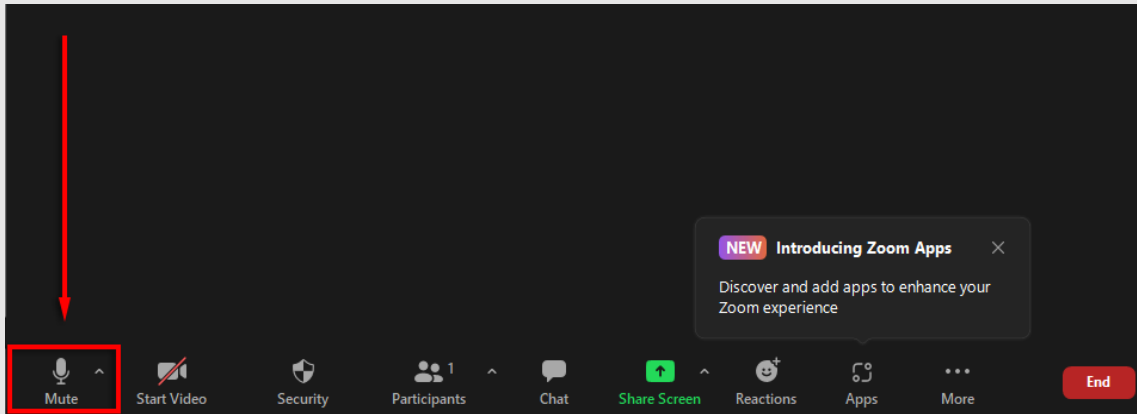 NEW Introducing Zoom Apps
Discover and add apps to enhance your
Zoom experience
1
Mute Start Video Security Participants Chat Share Screen Reactions Apps More End